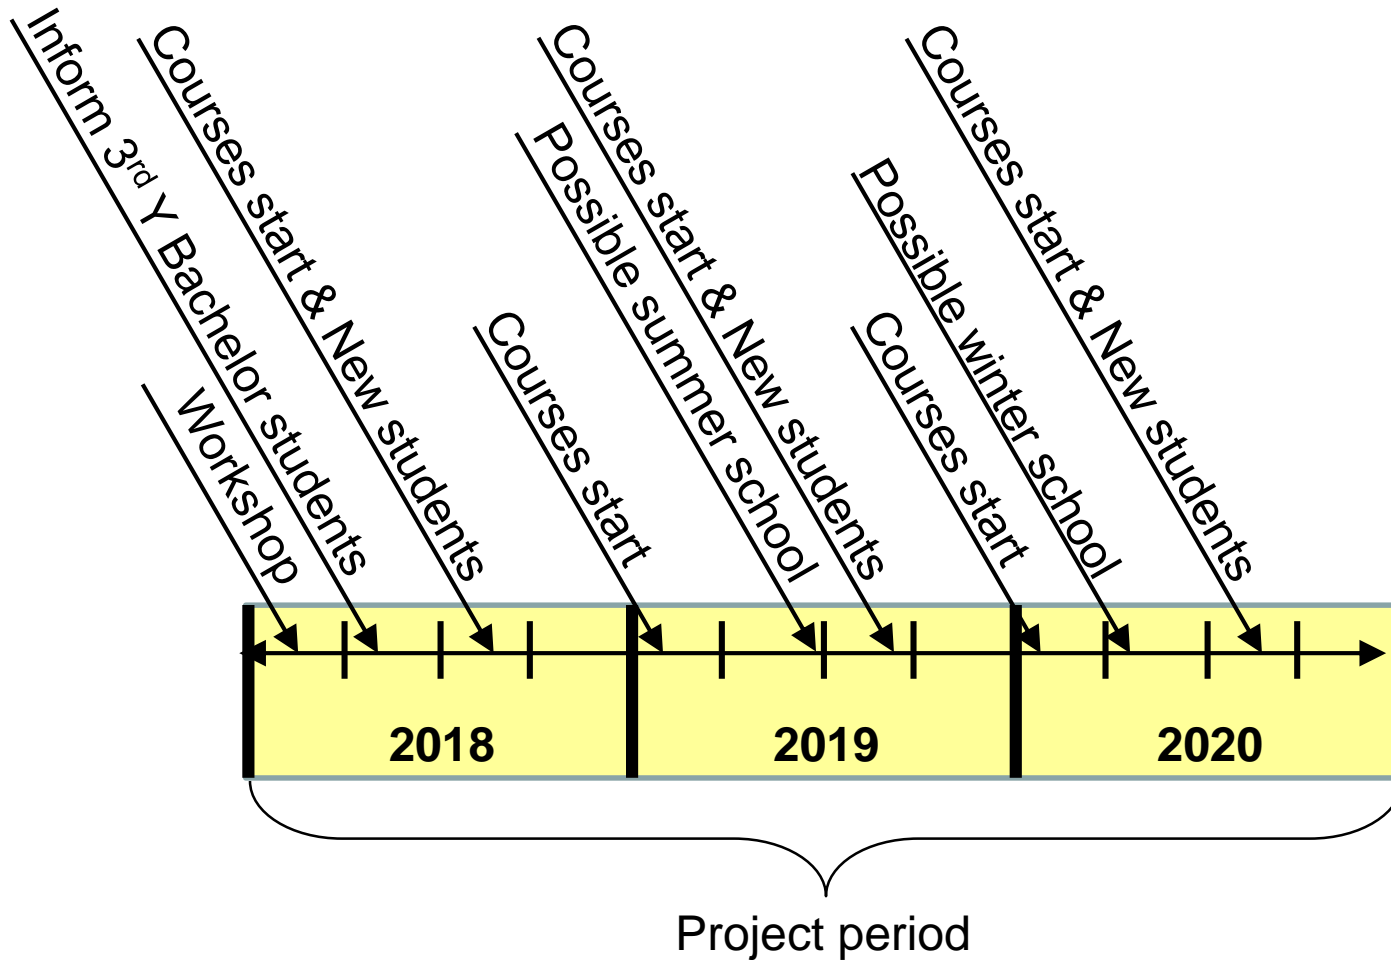 Inform 3rd Y Bachelor students
Workshop
Courses start & New students
Courses start
Possible summer school
Courses start & New students
Courses start
Possible winter school
Courses start & New students
2018
2019
2020
Project period